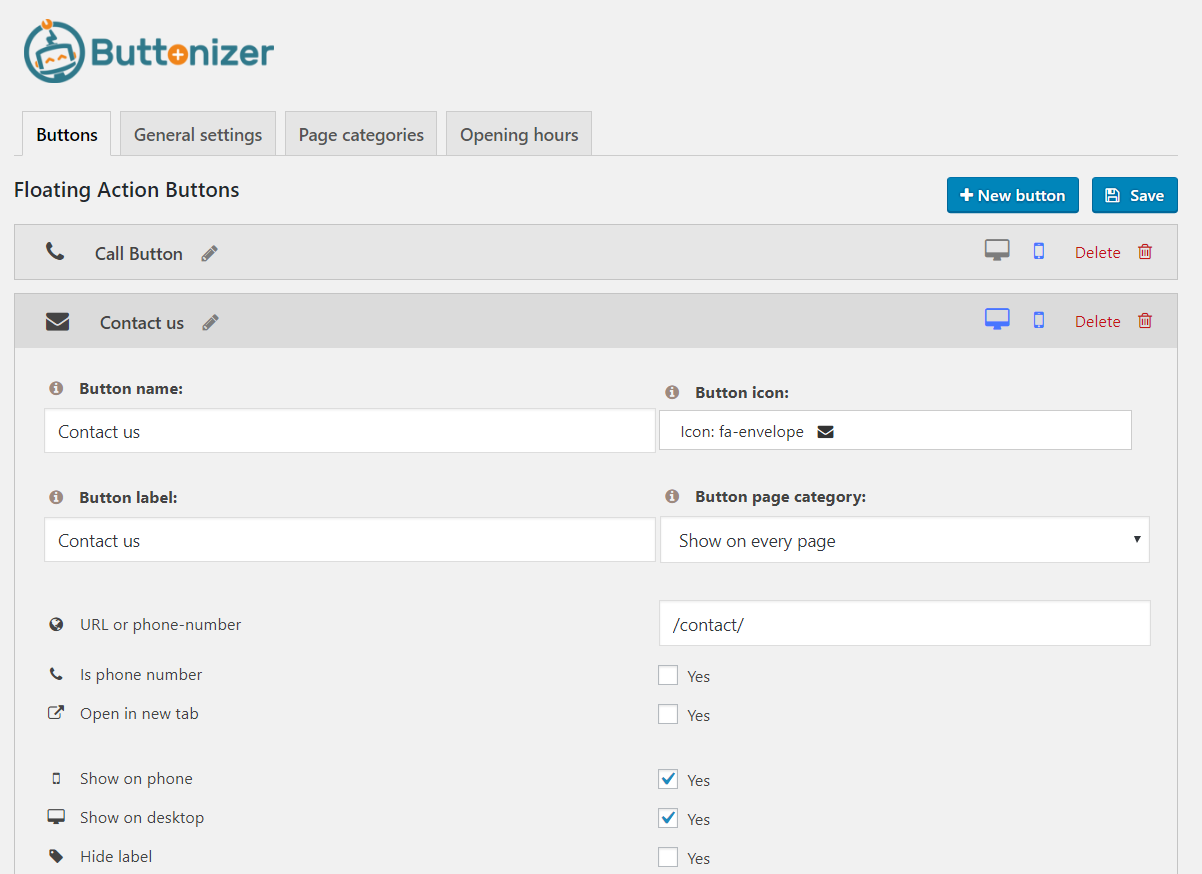 Buttonizer
Buttons General settings Page categories Opening hours
Floating Action Buttons
New button Save
Call Button Delete
Contact us Delete
Button name: Button icon:
Contact us Icon: fa-envelope
Button label: Button page category:
Contact us Show on every page
URL or phone-number /contact/
Is phone number Yes
Open in new tab Yes
Show on phone Yes
Show on desktop Yes
Hide label Yes